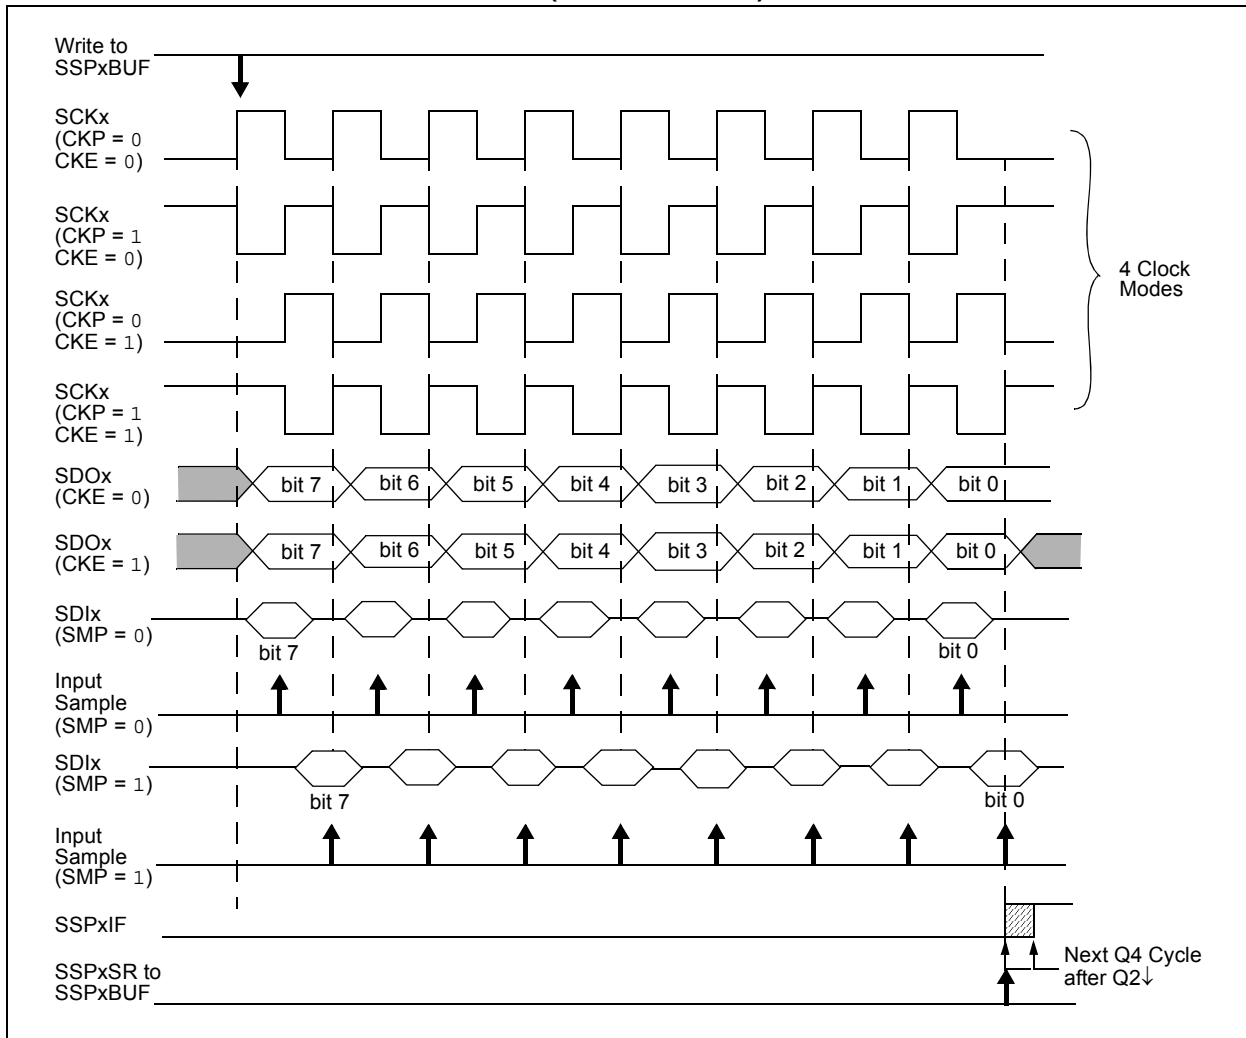 Write to
SSPxBUF
SCKx
(CKP = 0
CKE = 0)
SCKx
(CKP = 1
CKE = 0)
SCKx
(CKP = 0
CKE = 1)
SCKx
(CKP = 1
CKE = 1)
4 Clock
Modes
SDOx
(CKE = 0)
bit 7 bit 6 bit 5 bit 4 bit 3 bit 2 bit 1 bit 0
SDOx
(CKE = 1)
bit 7 bit 6 bit 5 bit 4 bit 3 bit 2 bit 1 bit 0
SDIx
(SMP = 0)
bit 7 bit 0
Input
Sample
(SMP = 0)
SDIx
(SMP = 1)
bit 7 bit 0
Input
Sample
(SMP = 1)
SSPxIF
SSPxSR to
SSPxBUF
Next Q4 Cycle
after Q2↓